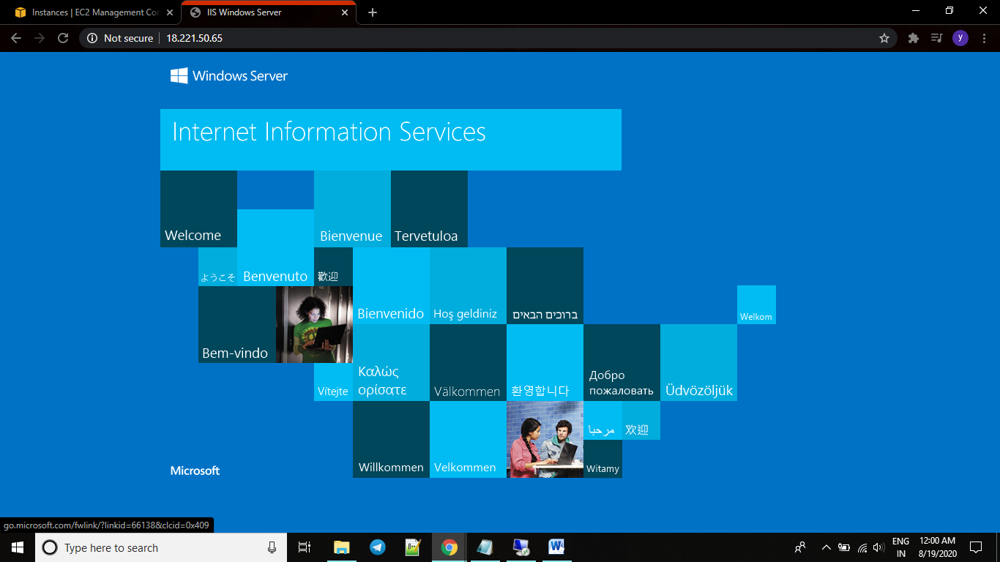 Instances | EC2 Management Con
IIS Windows Server
Not secure
18.221.50.65
y
Windows Server
Internet Information Services
Welcome
Bienvenue
Tervetuloa
ようこそ
Benvenuto
歡迎
Bienvenido
Hoş geldiniz
ברוכים הבאים
Welkom
Bem-vindo
Vítejte
Καλώς
ορίσατε
Välkommen
환영합니다
Добро
пожаловать
Üdvözöljük
Willkommen
Velkommen
مرحبا
欢迎
Witamy
Microsoft
go.microsoft.com/fwlink/?linkid=66138&clcid=0x409
Type here to search
ENG
IN
12:00 AM
8/19/2020